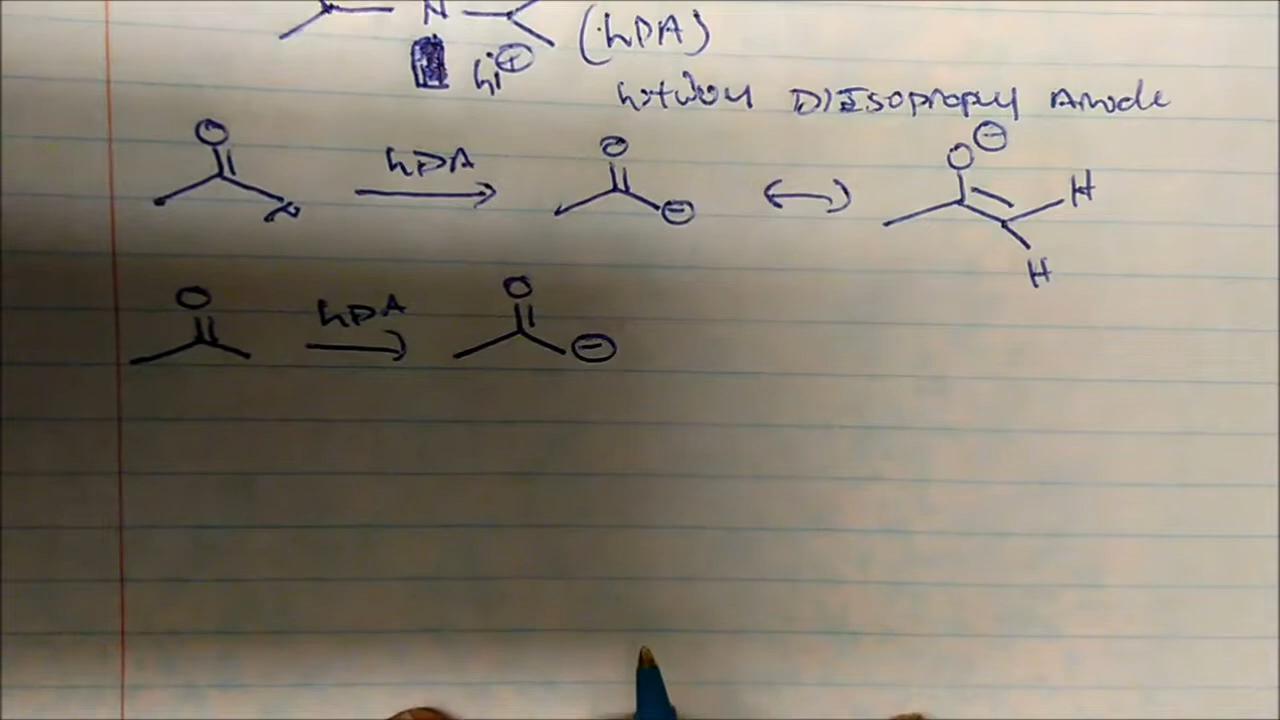 N
Li⊕ (LDA)
Lithium Diisopropyl Amide
O LDA O ⊖ ↔ O ⊖ H H
O LDA O ⊖